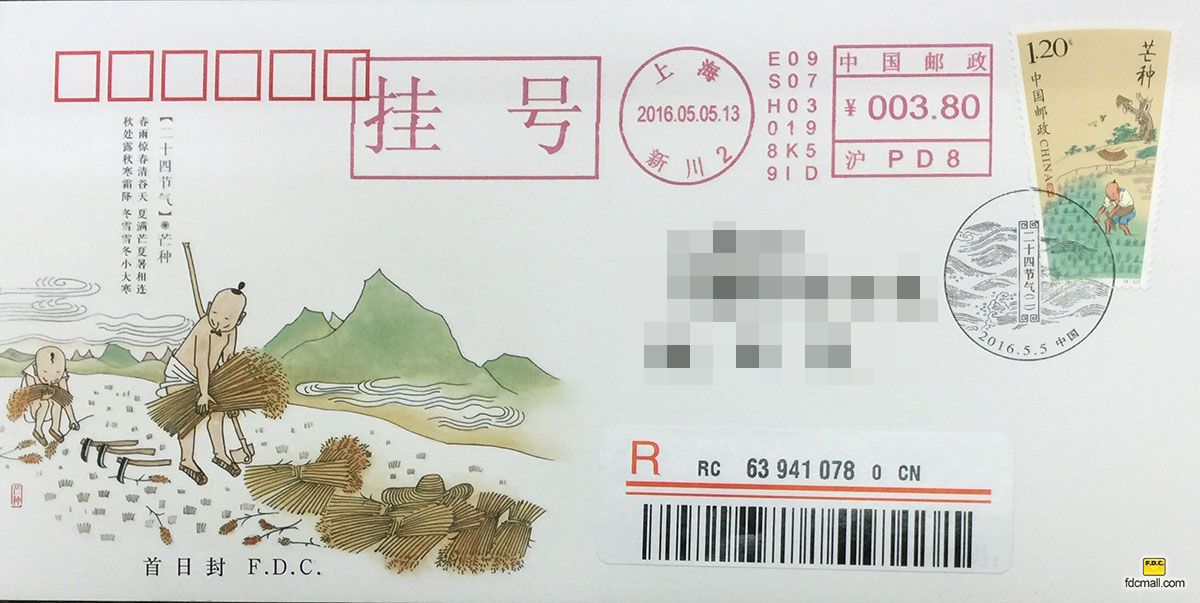 挂号
上海
2016.05.05.13
新川2
E09
S07
H03
019
8K5
9ID
中国邮政
¥ 003.80
沪 PD8
1.20元
芒种
中国邮政 CHINA
【二十四节气】◉芒种
春雨惊春清谷天 夏满芒夏暑相连
秋处露秋寒霜降 冬雪雪冬小大寒
二十四节气(二)
2016.5.5 中国
R RC 63 941 078 0 CN
芒种
首日封 F.D.C.
F.D.C.
fdcmall.com